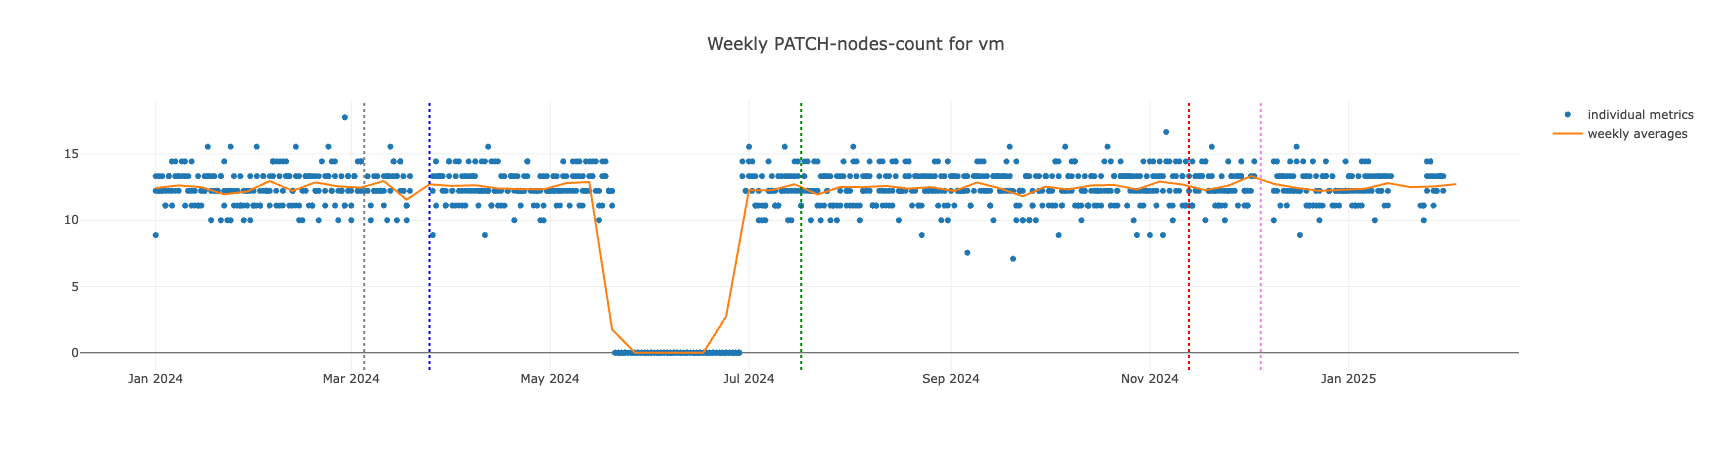 Weekly PATCH-nodes-count for vm
individual metrics
weekly averages
15
10
5
0
Jan 2024
Mar 2024
May 2024
Jul 2024
Sep 2024
Nov 2024
Jan 2025